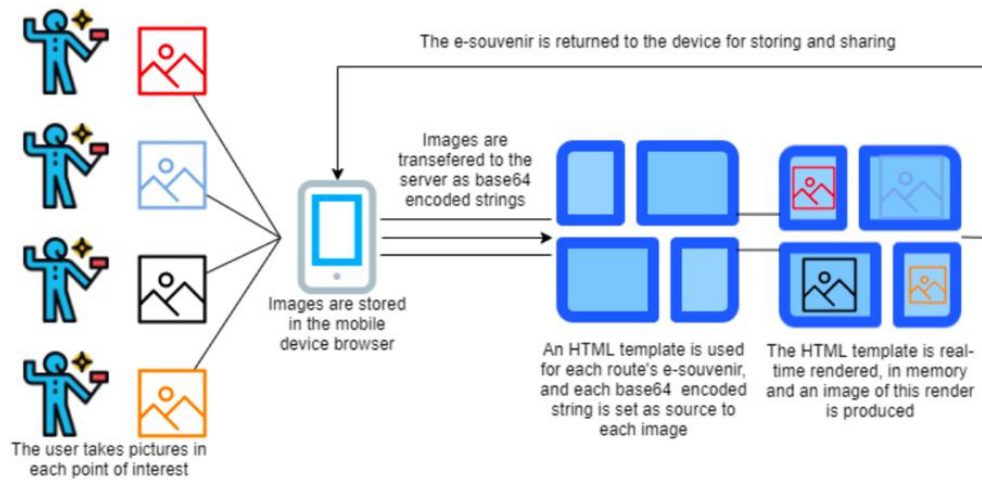 The e-souvenir is returned to the device for storing and sharing
Images are
transefered to the
server as base64
encoded strings
Images are stored
in the mobile
device browser
An HTML template is used
for each route's e-souvenir,
and each base64 encoded
string is set as source to
each image
The HTML template is real-
time rendered, in memory
and an image of this render
is produced
The user takes pictures in
each point of interest